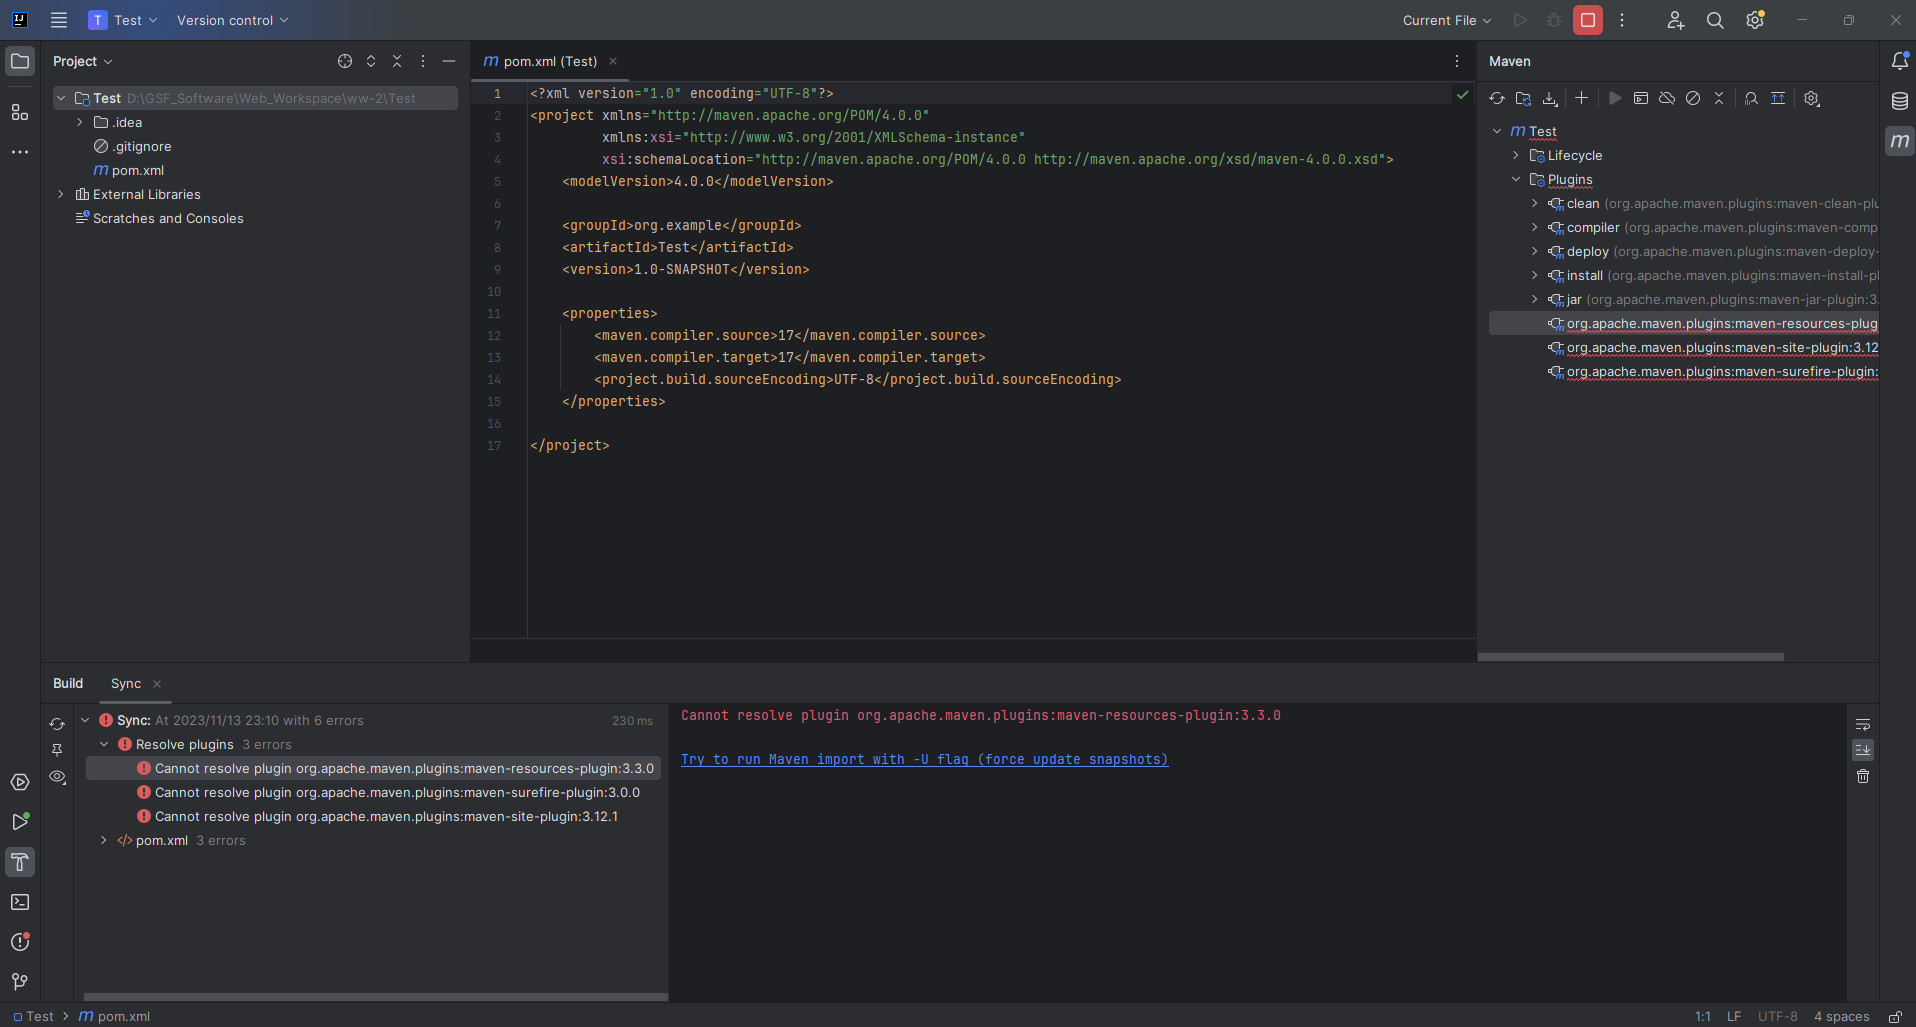 Test
Version control
Current File
Project
pom.xml (Test)
Maven
Test D:\GSF_Software\Web_Workspace\ww-2\Test
.idea
.gitignore
pom.xml
External Libraries
Scratches and Consoles
1 <?xml version="1.0" encoding="UTF-8"?>
2 <project xmlns="http://maven.apache.org/POM/4.0.0"
3 xmlns:xsi="http://www.w3.org/2001/XMLSchema-instance"
4 xsi:schemaLocation="http://maven.apache.org/POM/4.0.0 http://maven.apache.org/xsd/maven-4.0.0.xsd">
5 <modelVersion>4.0.0</modelVersion>
6
7 <groupId>org.example</groupId>
8 <artifactId>Test</artifactId>
9 <version>1.0-SNAPSHOT</version>
10
11 <properties>
12 <maven.compiler.source>17</maven.compiler.source>
13 <maven.compiler.target>17</maven.compiler.target>
14 <project.build.sourceEncoding>UTF-8</project.build.sourceEncoding>
15 </properties>
16
17 </project>
Test
Lifecycle
Plugins
clean (org.apache.maven.plugins:maven-clean-plu
compiler (org.apache.maven.plugins:maven-comp
deploy (org.apache.maven.plugins:maven-deploy-
install (org.apache.maven.plugins:maven-install-pl
jar (org.apache.maven.plugins:maven-jar-plugin:3.
org.apache.maven.plugins:maven-resources-plug
org.apache.maven.plugins:maven-site-plugin:3.12
org.apache.maven.plugins:maven-surefire-plugin:
Build
Sync
Sync: At 2023/11/13 23:10 with 6 errors 230 ms
Resolve plugins 3 errors
Cannot resolve plugin org.apache.maven.plugins:maven-resources-plugin:3.3.0
Cannot resolve plugin org.apache.maven.plugins:maven-surefire-plugin:3.0.0
Cannot resolve plugin org.apache.maven.plugins:maven-site-plugin:3.12.1
pom.xml 3 errors
Cannot resolve plugin org.apache.maven.plugins:maven-resources-plugin:3.3.0
Try to run Maven import with -U flag (force update snapshots)
Test > pom.xml
1:1 LF UTF-8 4 spaces